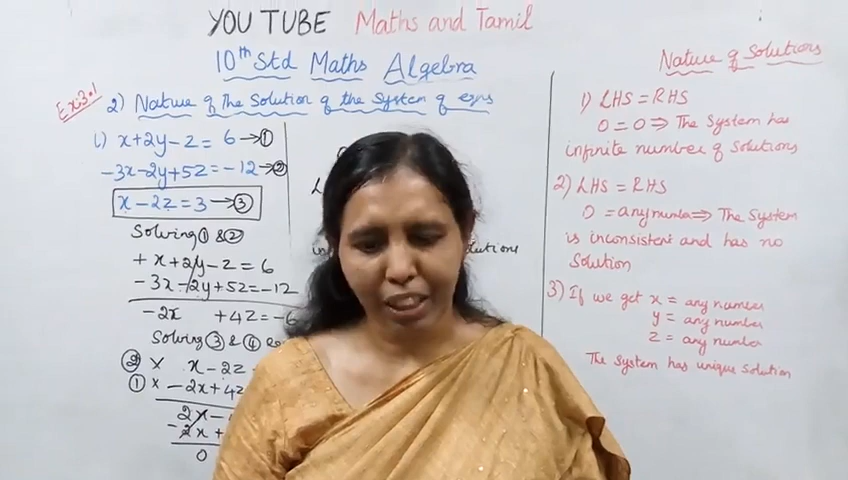 YOU TUBE Maths and Tamil
10th Std Maths Algebra
Ex:3.1
2) Nature of the Solution of the System of eqns
i) x+2y-z = 6 →①
-3x-2y+5z=-12→②
x-2z=3→③
Solving ① & ②
+x+2y-z=6
-3x-2y+5z=-12
-2x +4z=-6
Solving ③ & ④
② x x-2z
① x -2x+4z
2x-
-2x+
0
Nature of Solutions
1) LHS = RHS
0=0⇒ The System has
infinite number of Solutions
2) LHS = RHS
0 = any number⇒ The System
is inconsistent and has no
Solution
3) If we get x = any number
y = any number
z = any number
The System has unique Solution